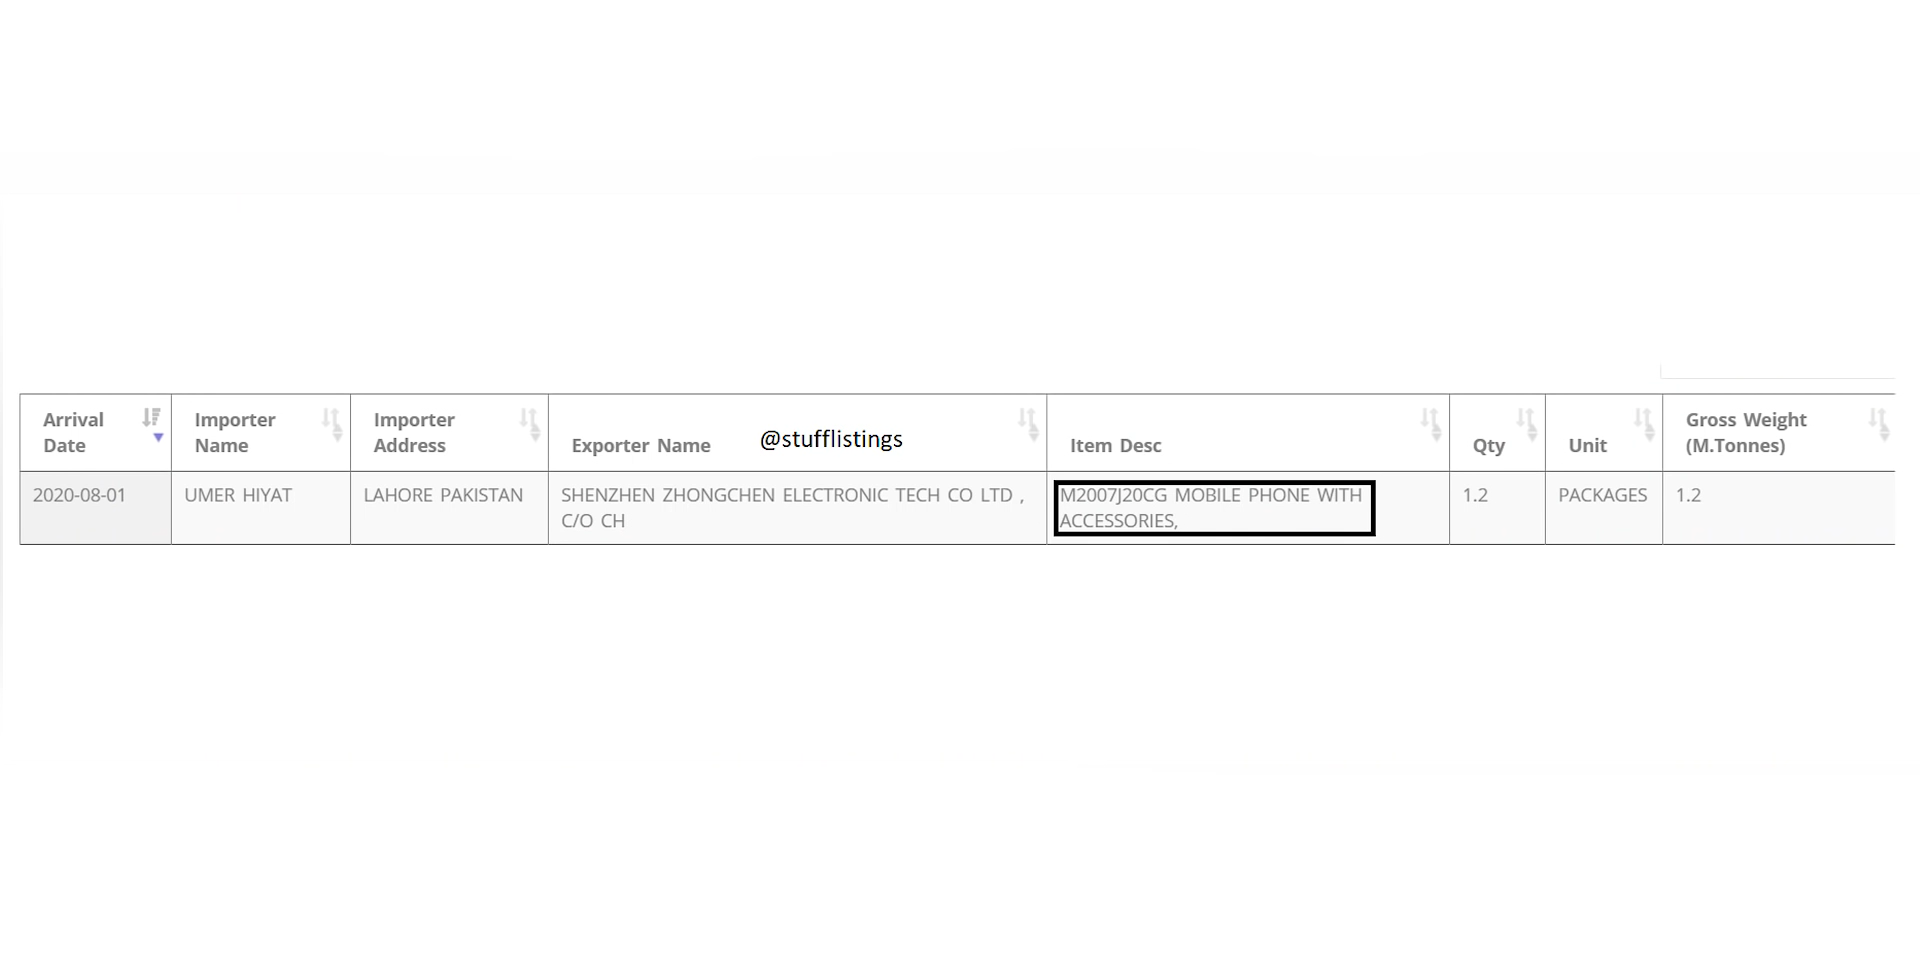 Arrival Date
Importer Name
Importer Address
Exporter Name
@stufflistings
Item Desc
Qty
Unit
Gross Weight (M.Tonnes)
2020-08-01
UMER HIYAT
LAHORE PAKISTAN
SHENZHEN ZHONGCHEN ELECTRONIC TECH CO LTD ,
C/O CH
M2007J20CG MOBILE PHONE WITH
ACCESSORIES,
1.2
PACKAGES
1.2